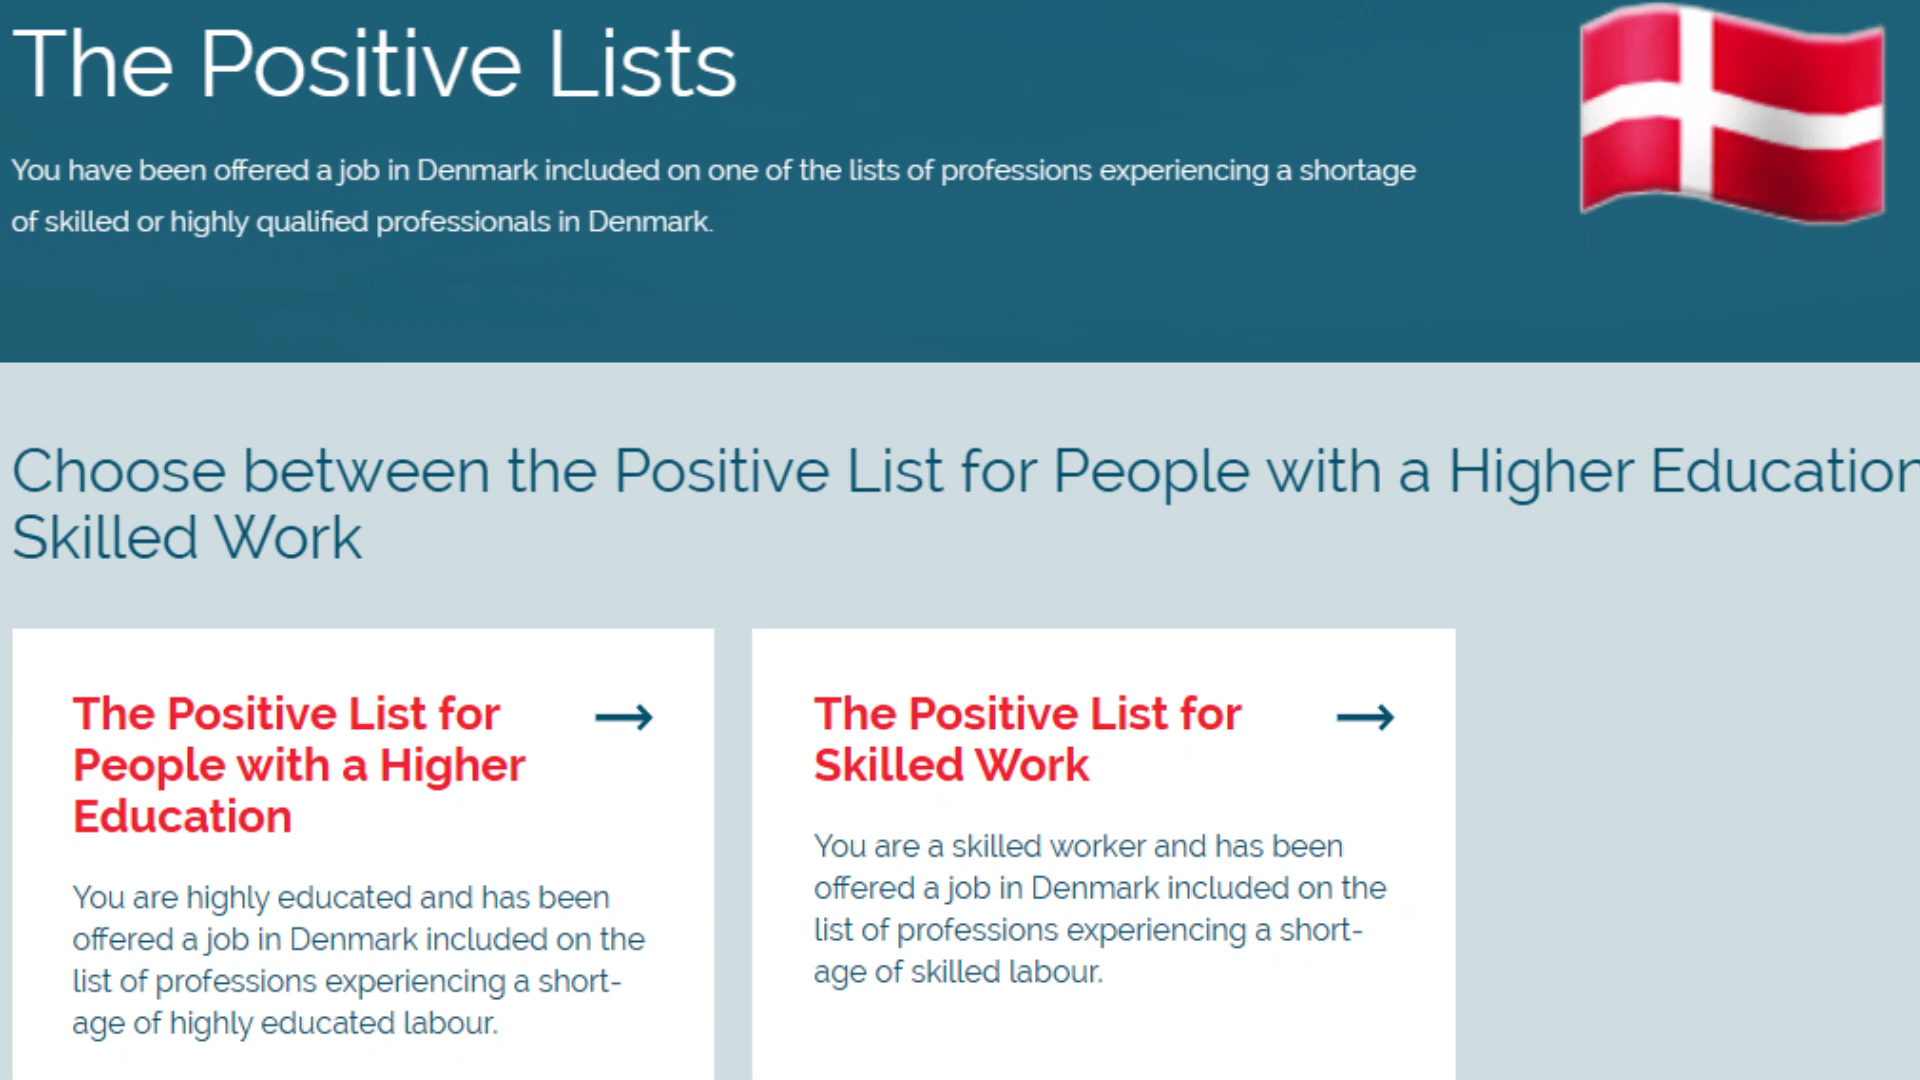 The Positive Lists
You have been offered a job in Denmark included on one of the lists of professions experiencing a shortage
of skilled or highly qualified professionals in Denmark.
Choose between the Positive List for People with a Higher Education
Skilled Work
The Positive List for
People with a Higher
Education
You are highly educated and has been
offered a job in Denmark included on the
list of professions experiencing a short-
age of highly educated labour.
The Positive List for
Skilled Work
You are a skilled worker and has been
offered a job in Denmark included on the
list of professions experiencing a short-
age of skilled labour.